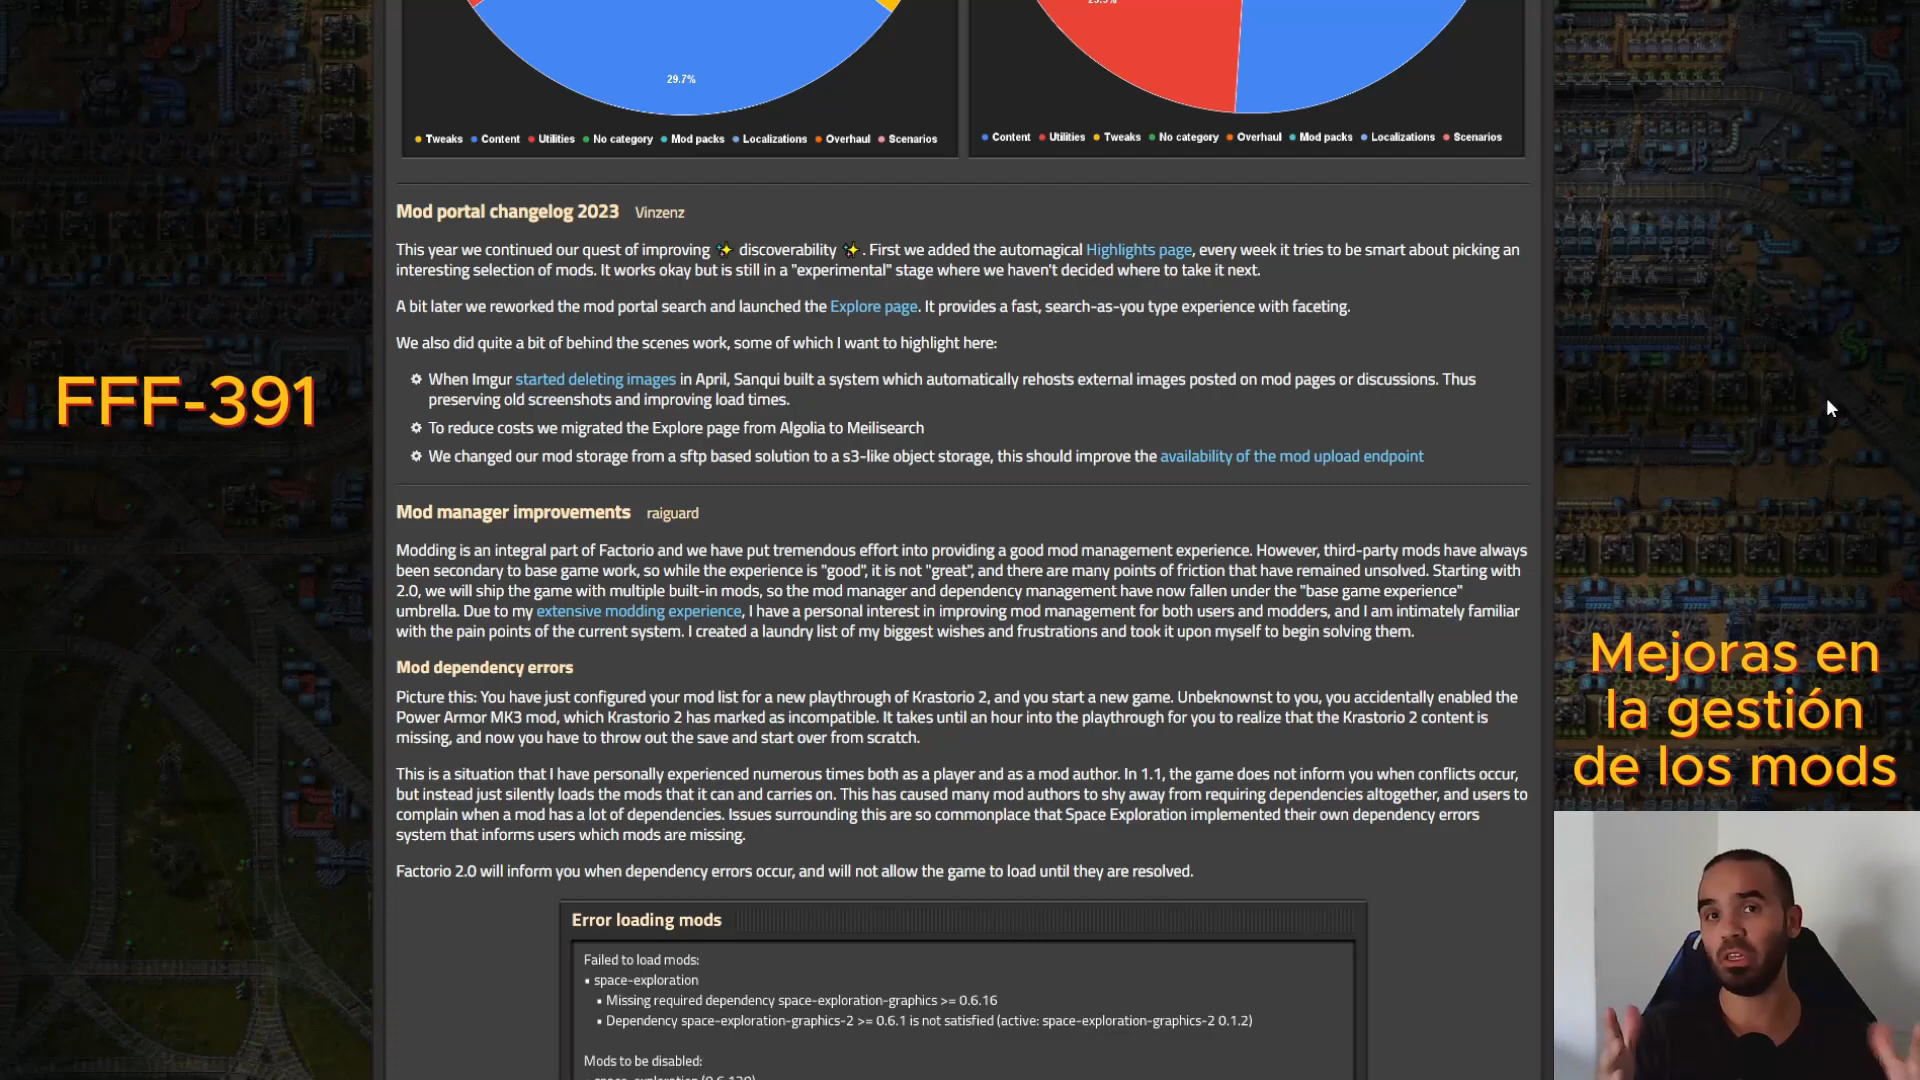 29.7%
Tweaks Content Utilities No category Mod packs Localizations Overhaul Scenarios
Content Utilities Tweaks No category Overhaul Mod packs Localizations Scenarios
Mod portal changelog 2023 Vinzenz
This year we continued our quest of improving ✨ discoverability ✨. First we added the automagical Highlights page, every week it tries to be smart about picking an
interesting selection of mods. It works okay but is still in a "experimental" stage where we haven't decided where to take it next.
A bit later we reworked the mod portal search and launched the Explore page. It provides a fast, search-as-you type experience with faceting.
We also did quite a bit of behind the scenes work, some of which I want to highlight here:
When Imgur started deleting images in April, Sanqui built a system which automatically rehosts external images posted on mod pages or discussions. Thus
preserving old screenshots and improving load times.
To reduce costs we migrated the Explore page from Algolia to Meilisearch
We changed our mod storage from a sftp based solution to a s3-like object storage, this should improve the availability of the mod upload endpoint
Mod manager improvements raiguard
Modding is an integral part of Factorio and we have put tremendous effort into providing a good mod management experience. However, third-party mods have always
been secondary to base game work, so while the experience is "good", it is not "great", and there are many points of friction that have remained unsolved. Starting with
2.0, we will ship the game with multiple built-in mods, so the mod manager and dependency management have now fallen under the "base game experience"
umbrella. Due to my extensive modding experience, I have a personal interest in improving mod management for both users and modders, and I am intimately familiar
with the pain points of the current system. I created a laundry list of my biggest wishes and frustrations and took it upon myself to begin solving them.
Mod dependency errors
Picture this: You have just configured your mod list for a new playthrough of Krastorio 2, and you start a new game. Unbeknownst to you, you accidentally enabled the
Power Armor MK3 mod, which Krastorio 2 has marked as incompatible. It takes until an hour into the playthrough for you to realize that the Krastorio 2 content is
missing, and now you have to throw out the save and start over from scratch.
This is a situation that I have personally experienced numerous times both as a player and as a mod author. In 1.1, the game does not inform you when conflicts occur,
but instead just silently loads the mods that it can and carries on. This has caused many mod authors to shy away from requiring dependencies altogether, and users to
complain when a mod has a lot of dependencies. Issues surrounding this are so commonplace that Space Exploration implemented their own dependency errors
system that informs users which mods are missing.
Factorio 2.0 will inform you when dependency errors occur, and will not allow the game to load until they are resolved.
Error loading mods
Failed to load mods:
• space-exploration
• Missing required dependency space-exploration-graphics >= 0.6.16
• Dependency space-exploration-graphics-2 >= 0.6.1 is not satisfied (active: space-exploration-graphics-2 0.1.2)
Mods to be disabled:
FFF-391
Mejoras en
la gestión
de los mods